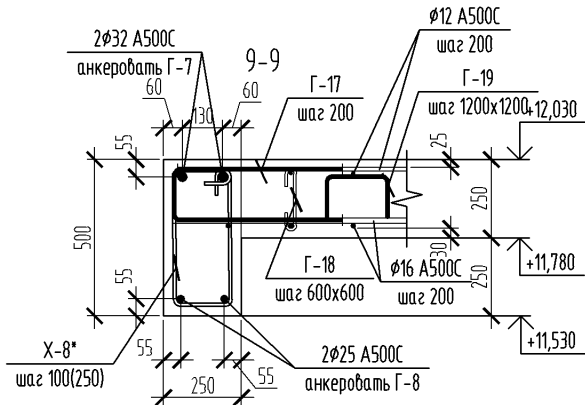 2ø32 А500С
анкеровать Г-7
9-9
ø12 А500С
шаг 200
Г-17
шаг 200
Г-19
шаг 1200х1200
+12,030
60
130
60
55
25
500
250
Г-18
шаг 600х600
30
ø16 А500С
шаг 200
+11,780
250
55
Х-8*
шаг 100(250)
55
2ø25 А500С
анкеровать Г-8
+11,530
250
55